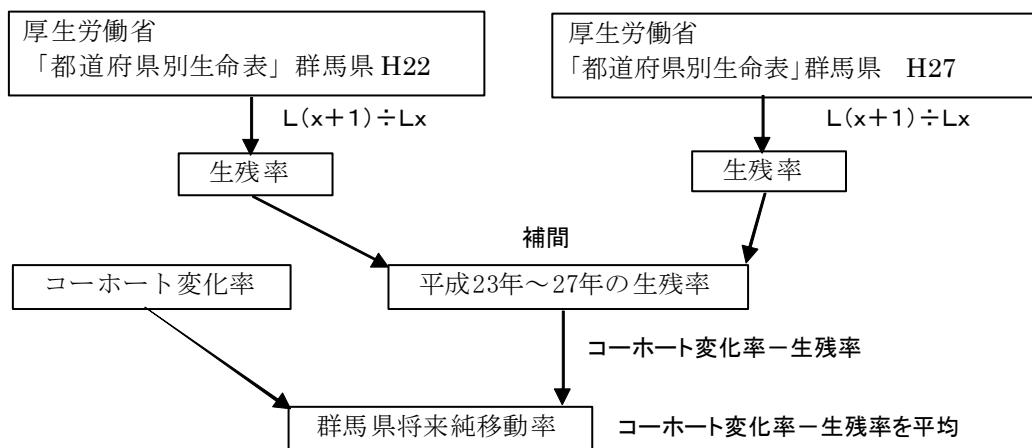 厚生労働省
「都道府県別生命表」群馬県 H22
厚生労働省
「都道府県別生命表」群馬県　H27
L(x+1)÷Lx
L(x+1)÷Lx
生残率
生残率
補間
コーホート変化率
平成23年～27年の生残率
コーホート変化率－生残率
群馬県将来純移動率
コーホート変化率－生残率を平均